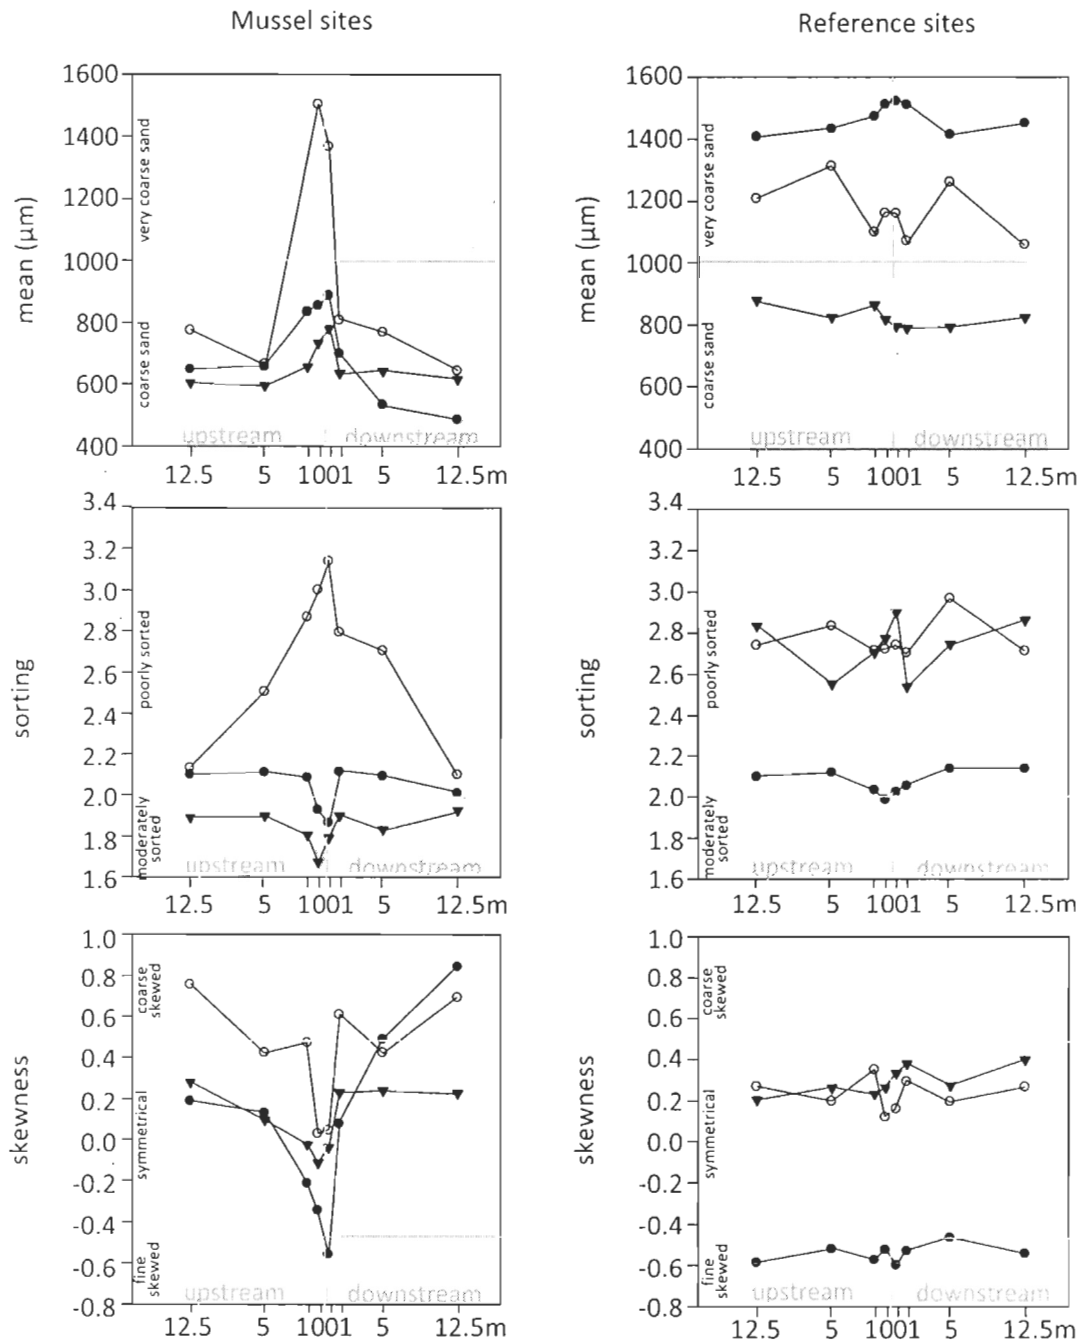 Mussel sites
Reference sites
mean (µm)
1600
1400
1200
1000
800
600
400
very coarse sand
coarse sand
upstream
downstream
12.5 5 1001 5 12.5m
mean (µm)
1600
1400
1200
1000
800
600
400
very coarse sand
coarse sand
upstream
downstream
12.5 5 1001 5 12.5m
sorting
3.4
3.2
3.0
2.8
2.6
2.4
2.2
2.0
1.8
1.6
poorly sorted
moderately
sorted
upstream
downstream
12.5 5 1001 5 12.5m
sorting
3.4
3.2
3.0
2.8
2.6
2.4
2.2
2.0
1.8
1.6
poorly sorted
moderately
sorted
upstream
downstream
12.5 5 1001 5 12.5m
skewness
1.0
0.8
0.6
0.4
0.2
0.0
-0.2
-0.4
-0.6
-0.8
coarse
skewed
symmetrical
fine
skewed
upstream
downstream
12.5 5 1001 5 12.5m
skewness
1.0
0.8
0.6
0.4
0.2
0.0
-0.2
-0.4
-0.6
-0.8
coarse
skewed
symmetrical
fine
skewed
upstream
downstream
12.5 5 1001 5 12.5m